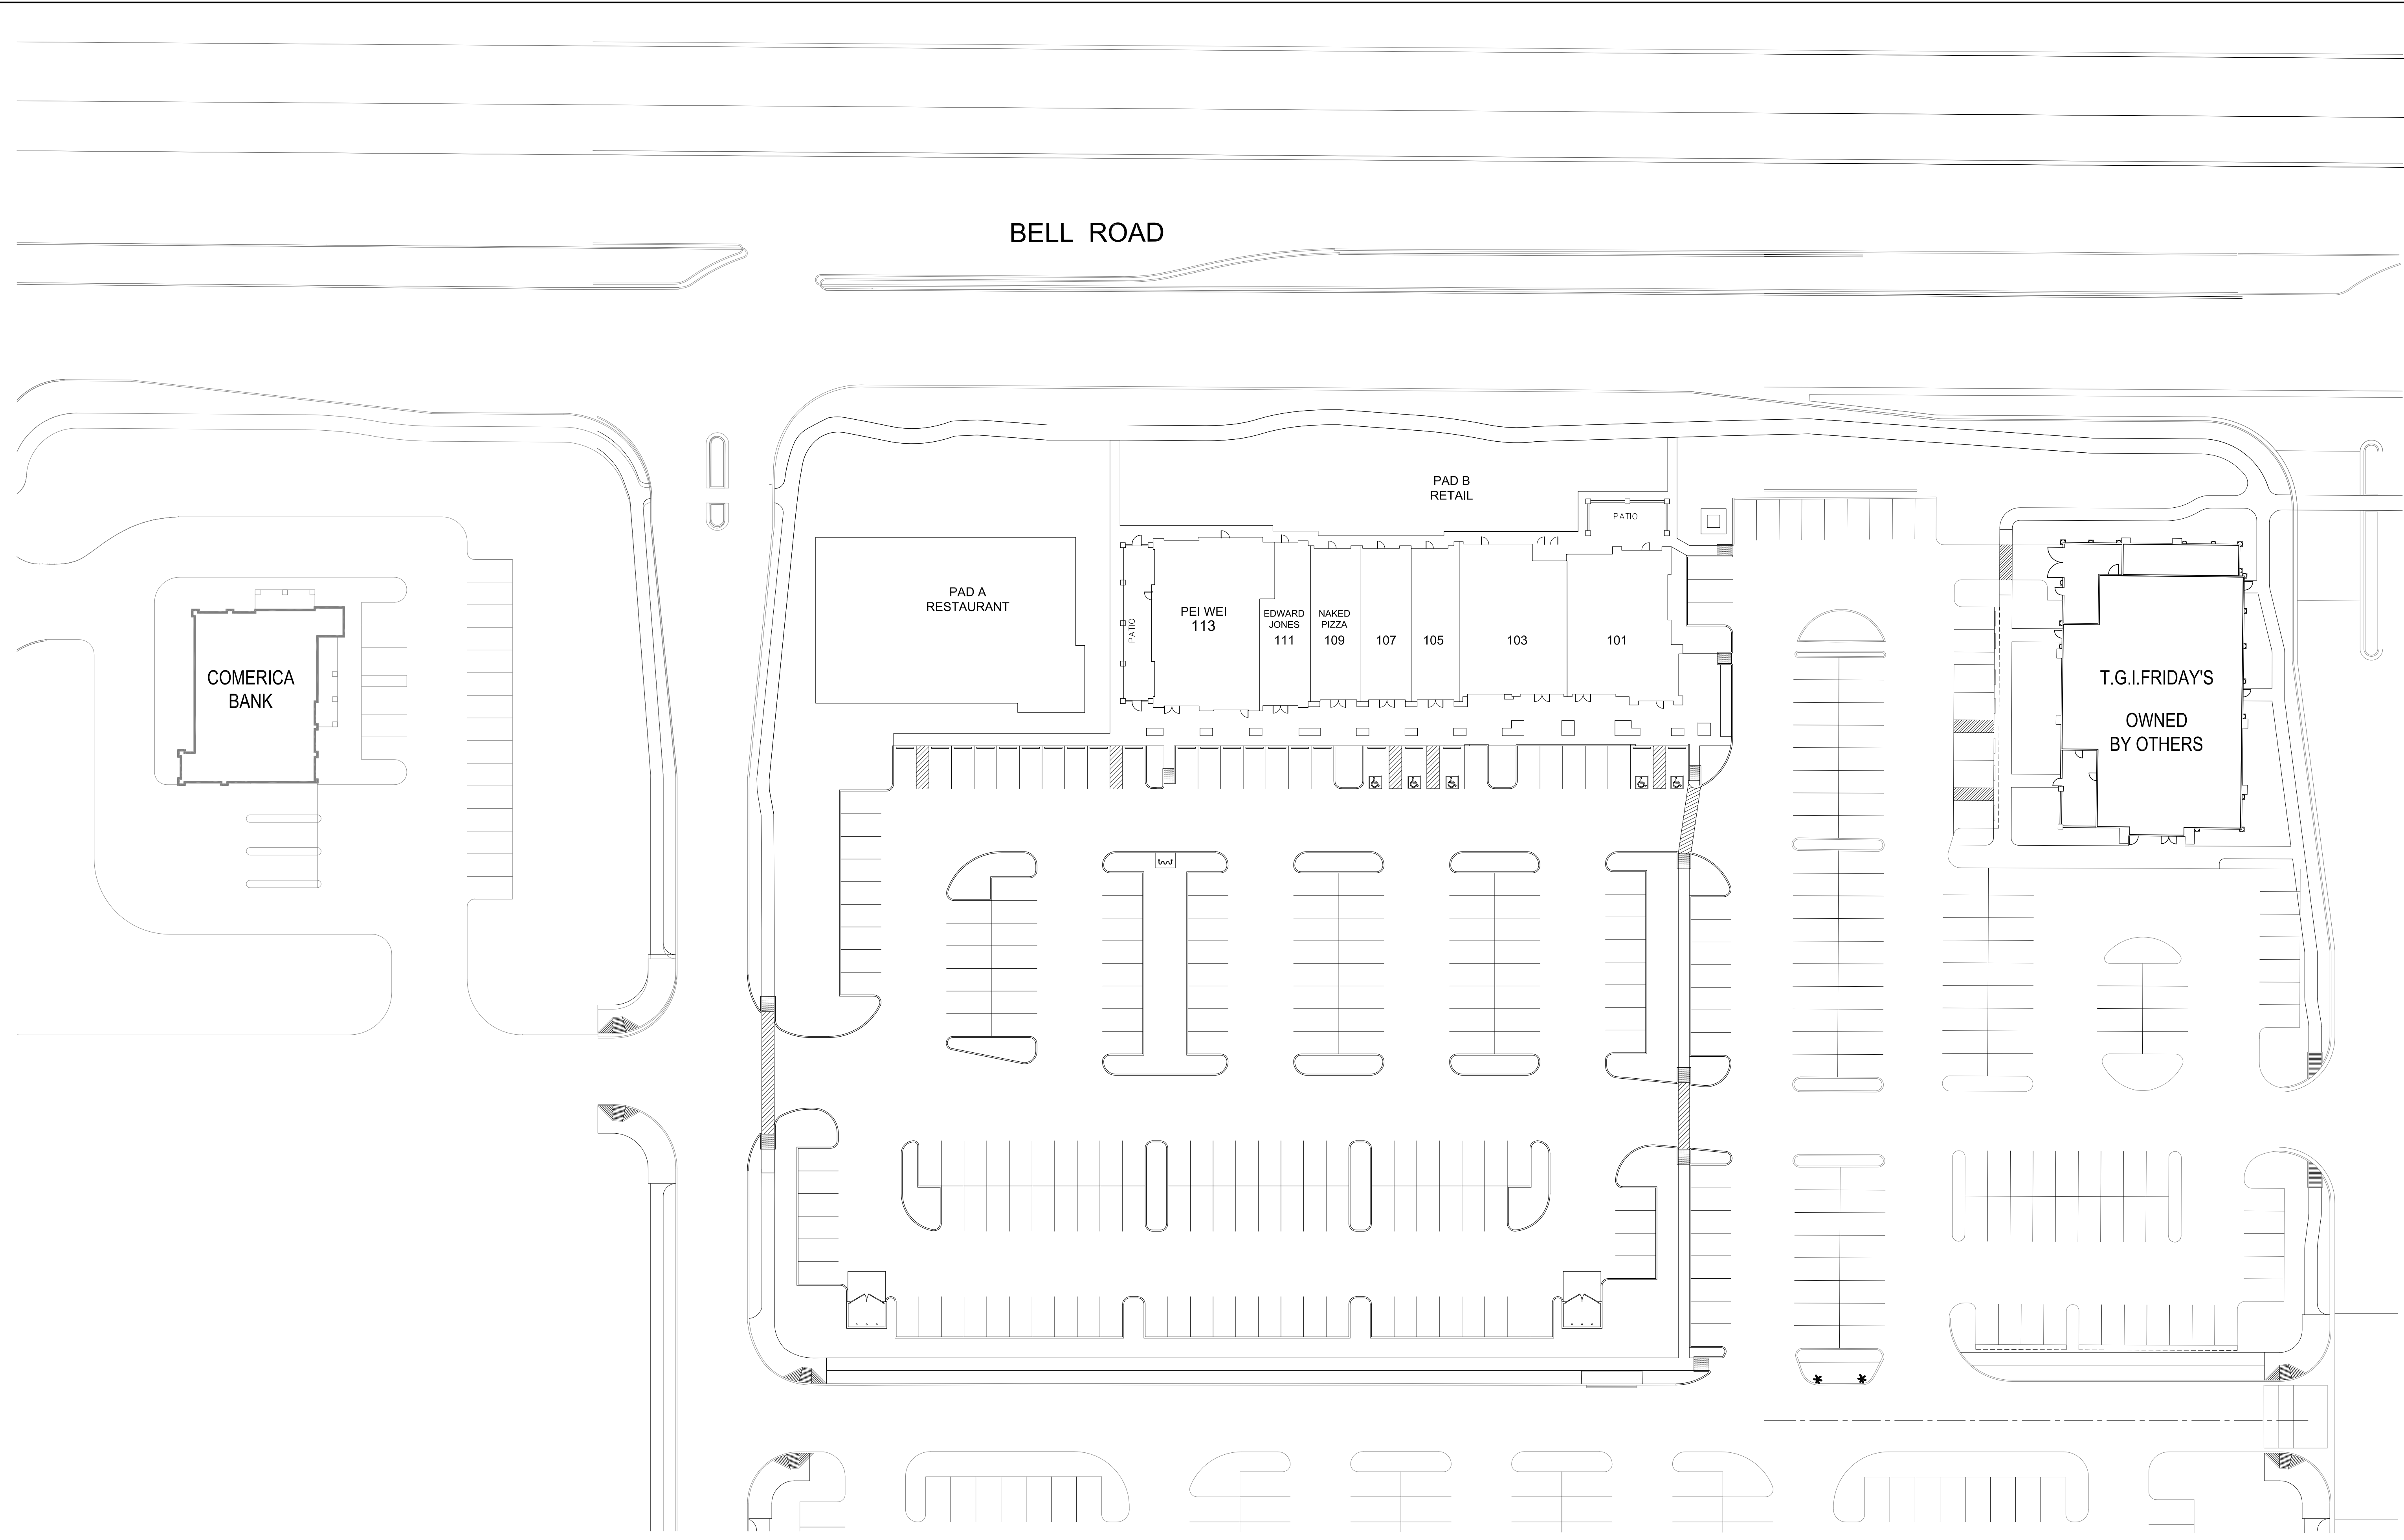 BELL ROAD
PAD B
RETAIL
PATIO
PAD A
RESTAURANT
PATIO
PEI WEI
113
EDWARD
JONES
111
NAKED
PIZZA
109
107
105
103
101
COMERICA
BANK
T.G.I.FRIDAY'S
OWNED
BY OTHERS